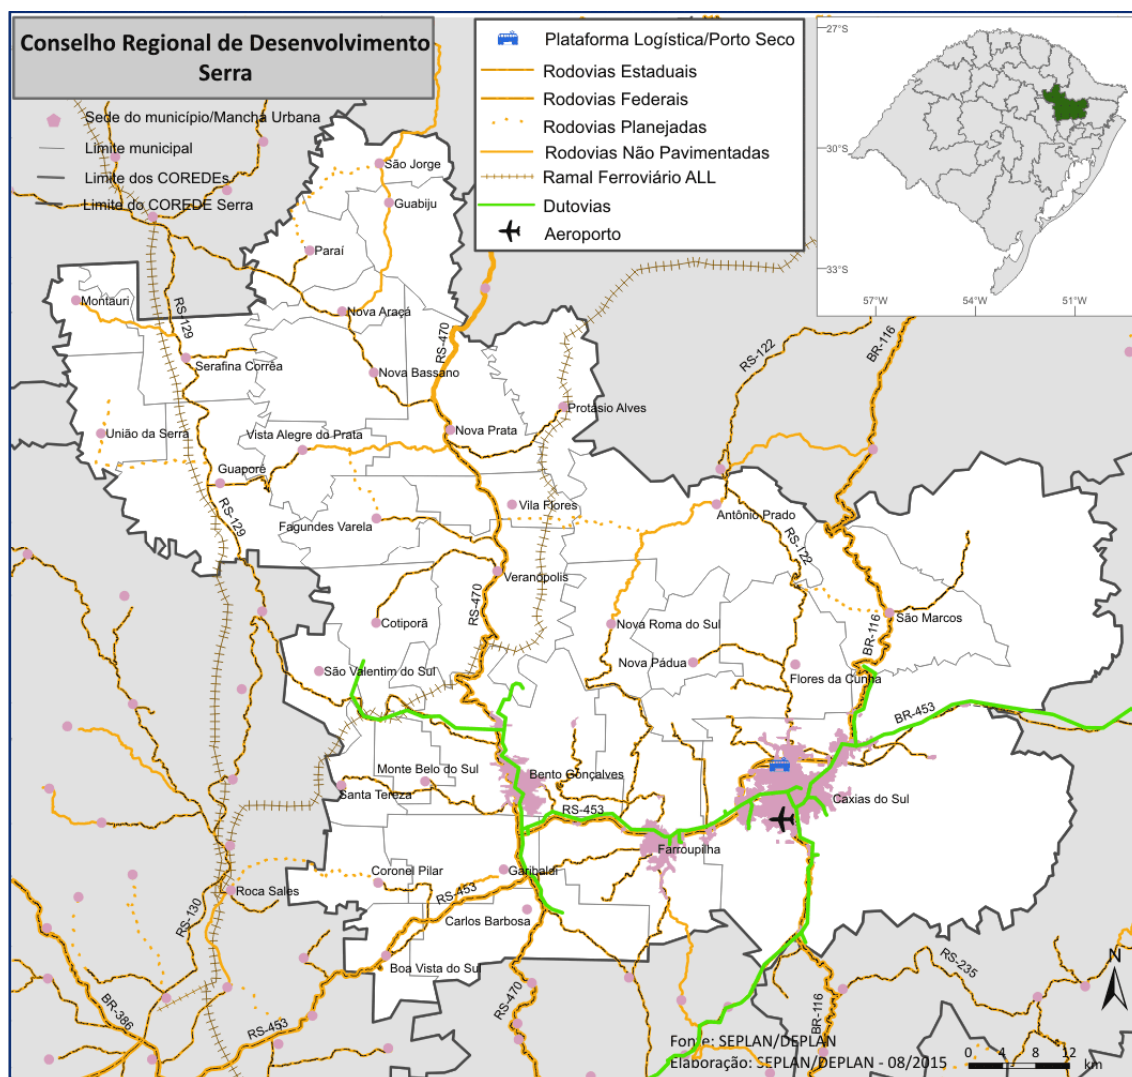 Conselho Regional de Desenvolvimento
Serra
Sede do município/Mancha Urbana
Limite municipal
Limite dos COREDEs
Limite do COREDE Serra
Plataforma Logística/Porto Seco
Rodovias Estaduais
Rodovias Federais
Rodovias Planejadas
Rodovias Não Pavimentadas
Ramal Ferroviário ALL
Dutovias
Aeroporto
27°S
30°S
33°S
57°W
54°W
51°W
São Jorge
Guabiju
Paraí
Montauri
RS-129
Nova Araçá
RS-470
RS-122
BR-116
Serafina Corrêa
Nova Bassano
Protásio Alves
União da Serra
Vista Alegre do Prata
Nova Prata
Guaporé
RS-129
Fagundes Varela
Vila Flores
Antônio Prado
RS-122
Veranópolis
RS-470
Cotiporã
Nova Roma do Sul
São Marcos
BR-116
Nova Pádua
São Valentim do Sul
Flores da Cunha
BR-453
Monte Belo do Sul
Bento Gonçalves
Santa Tereza
RS-453
Caxias do Sul
Farroupilha
Coronel Pilar
Garibaldi
RS-453
Roca Sales
RS-130
Carlos Barbosa
Boa Vista do Sul
RS-470
RS-235
BR-386
RS-453
BR-116
N
Fonte: SEPLAN/DEPLAN
Elaboração: SEPLAN/DEPLAN - 08/2015
0 4 8 12
km